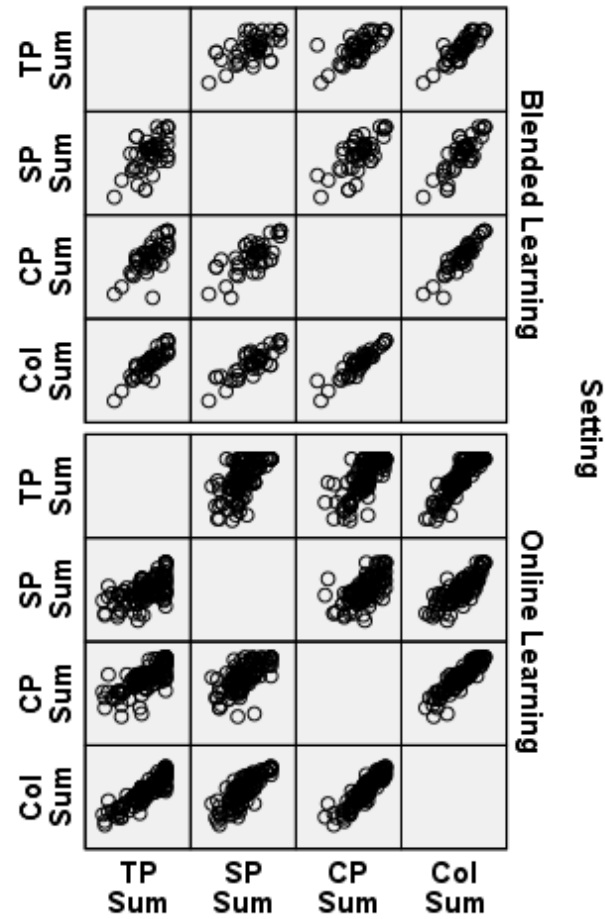 TP
Sum
SP
Sum
CP
Sum
Col
Sum
Blended Learning
TP
Sum
SP
Sum
CP
Sum
Col
Sum
Online Learning
Setting
TP
Sum
SP
Sum
CP
Sum
Col
Sum